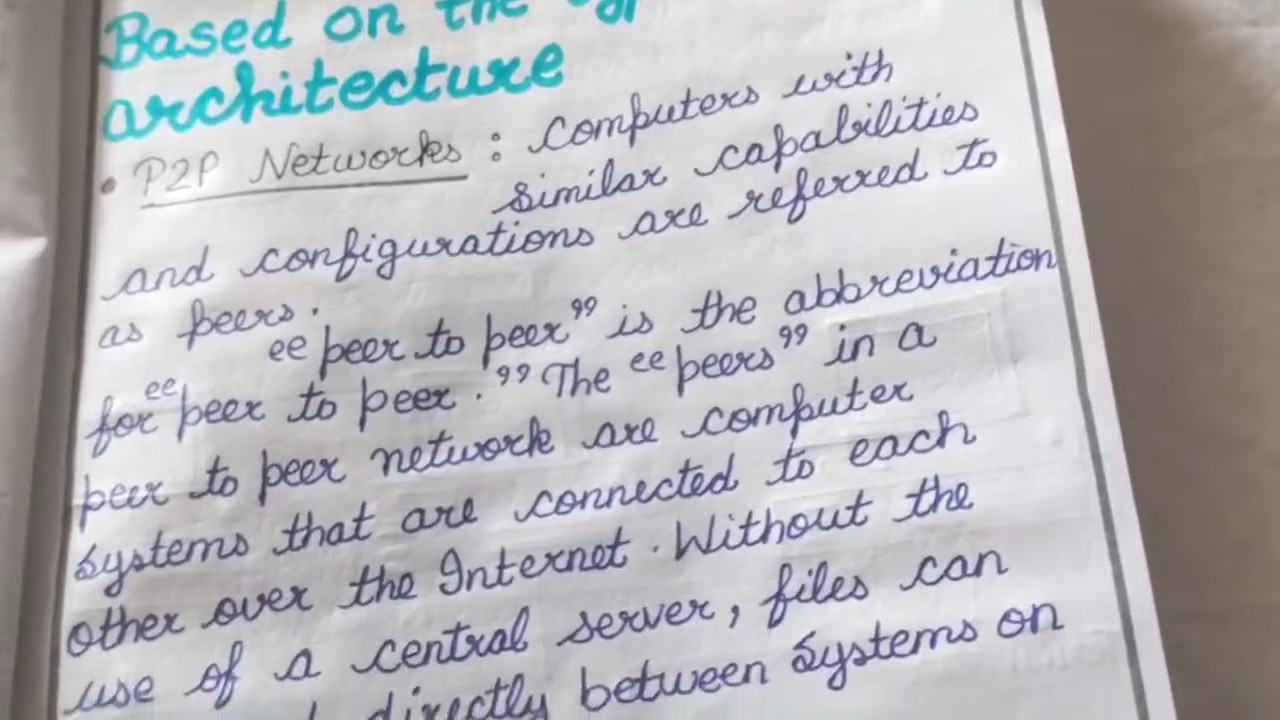 Based on the
architecture
• P2P Networks : Computers with
similar capabilities
and configurations are referred to
as peers.
“peer to peer” is the abbreviation
for “peer to peer.” The “peers” in a
peer to peer network are computer
systems that are connected to each
other over the Internet. Without the
use of a central server, files can
directly between systems on